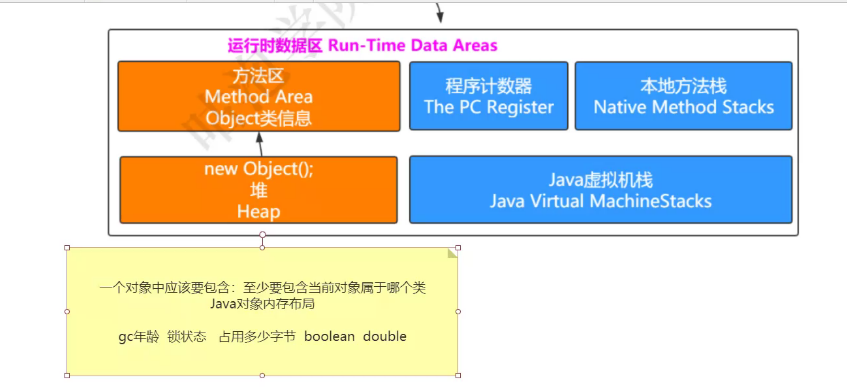 运行时数据区 Run-Time Data Areas
方法区
Method Area
Object类信息
程序计数器
The PC Register
本地方法栈
Native Method Stacks
new Object();
堆
Heap
Java虚拟机栈
Java Virtual MachineStacks
一个对象中应该要包含：至少要包含当前对象属于哪个类
Java对象内存布局
gc年龄 锁状态 占用多少字节 boolean double